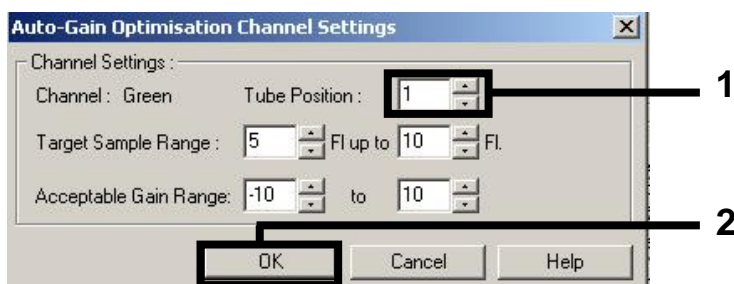 Auto-Gain Optimisation Channel Settings
Channel Settings :
Channel : Green Tube Position : 1 1
Target Sample Range : 5 Fl up to 10 Fl.
Acceptable Gain Range: -10 to 10
2
OK Cancel Help